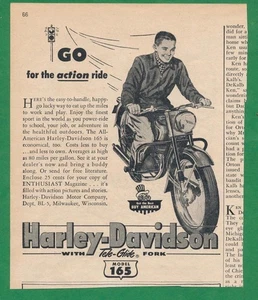 66
GO
for the action ride
HERE's the easy-to-handle, happy-
go lucky way to eat up the miles
to work and play. Enjoy the finest
sport in the world as you power-ride
to school, your job, or adventure in
the healthful outdoors. The All-
American Harley-Davidson 165 is
economical, too. Costs less to buy
... and less to own. Averages as high
as 80 miles per gallon. See it at your
dealer's now and bring a buddy
along. Or send for free literature.
Enclose 25 cents for your copy of
ENTHUSIAST Magazine ... it's
filled with action pictures and stories.
Harley-Davidson Motor Company,
Dept. BL-5, Milwaukee, Wisconsin.
Harley-Davidson
WITH Tele-Glide FORK
MODEL
165